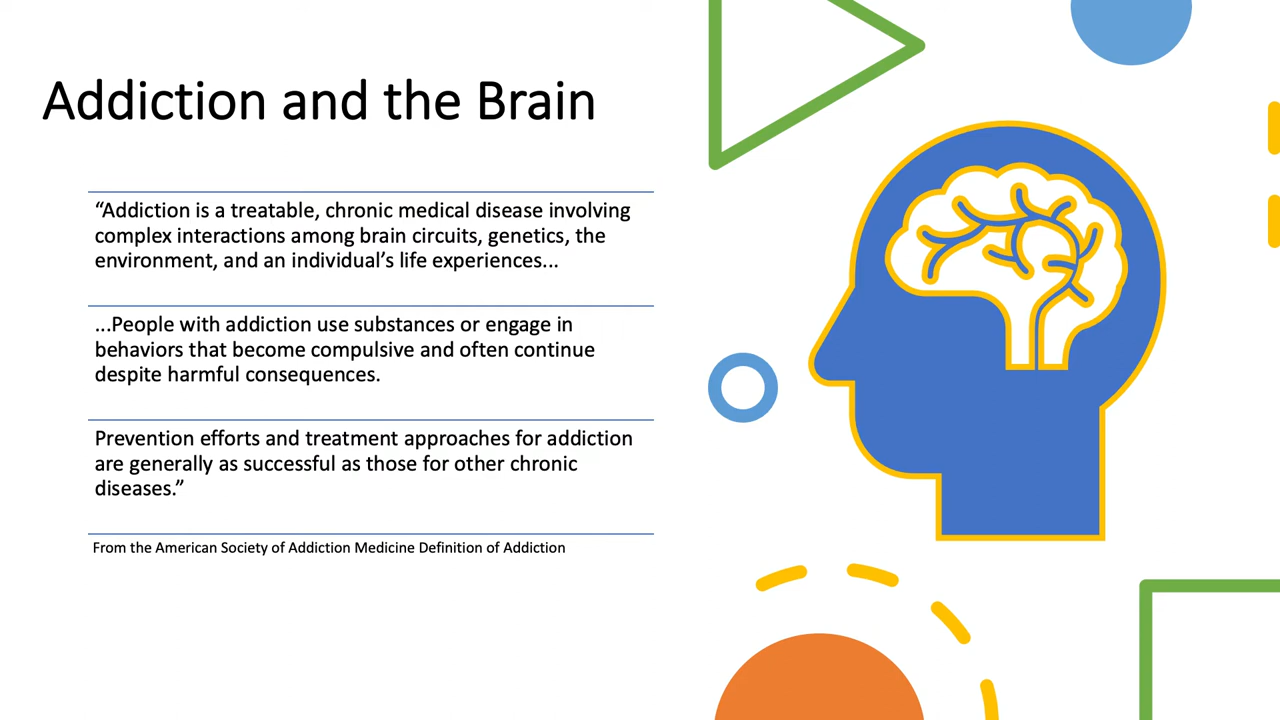 Addiction and the Brain
“Addiction is a treatable, chronic medical disease involving
complex interactions among brain circuits, genetics, the
environment, and an individual’s life experiences...
...People with addiction use substances or engage in
behaviors that become compulsive and often continue
despite harmful consequences.
Prevention efforts and treatment approaches for addiction
are generally as successful as those for other chronic
diseases.”
From the American Society of Addiction Medicine Definition of Addiction